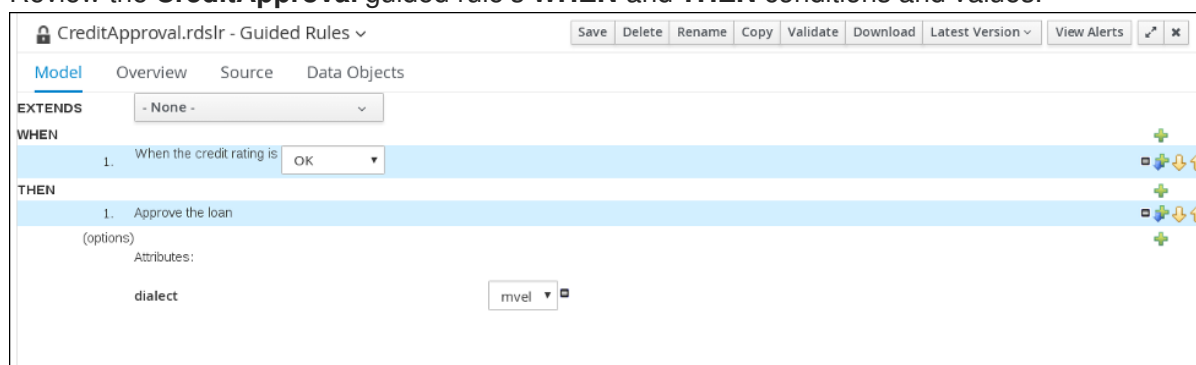 Review the CreditApproval guided rule's WHEN and THEN conditions and values.
CreditApproval.rdslr - Guided Rules
Save Delete Rename Copy Validate Download Latest Version View Alerts
Model Overview Source Data Objects
EXTENDS - None -
WHEN
1. When the credit rating is OK
THEN
1. Approve the loan
(options)
Attributes:
dialect mvel